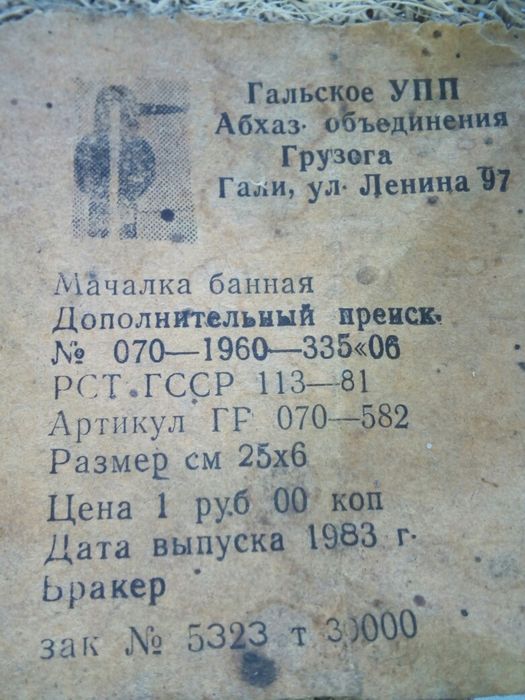 Гальское УПП
Абхаз. объединения
Грузога
Гали, ул. Ленина 97
Мачалка банная
Дополнительный преиск.
№ 070—1960—335«06
РСТ.ГССР 113—81
Артикул ГР 070—582
Размер см 25х6
Цена 1 руб 00 коп
Дата выпуска 1983 г.
Бракер
зак № 5323 т 30000